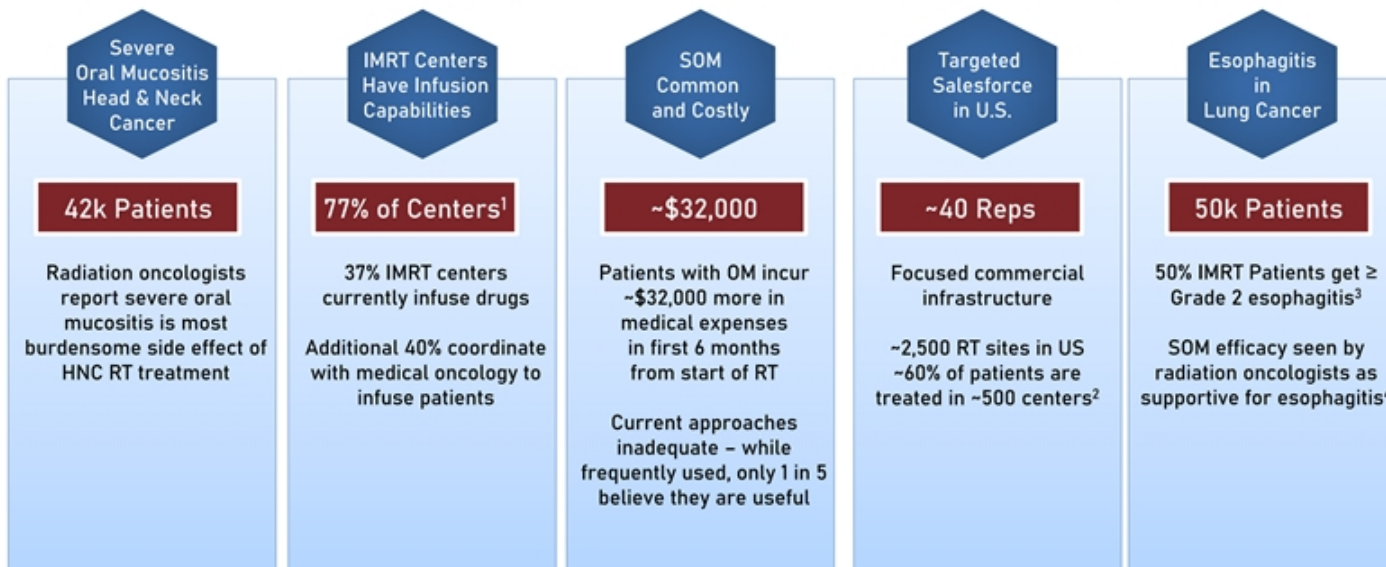 Severe
Oral Mucositis
Head & Neck
Cancer
42k Patients
Radiation oncologists
report severe oral
mucositis is most
burdensome side effect of
HNC RT treatment
IMRT Centers
Have Infusion
Capabilities
77% of Centers¹
37% IMRT centers
currently infuse drugs
Additional 40% coordinate
with medical oncology to
infuse patients
SOM
Common
and Costly
~$32,000
Patients with OM incur
~$32,000 more in
medical expenses
in first 6 months
from start of RT
Current approaches
inadequate – while
frequently used, only 1 in 5
believe they are useful
Targeted
Salesforce
in U.S.
~40 Reps
Focused commercial
infrastructure
~2,500 RT sites in US
~60% of patients are
treated in ~500 centers²
Esophagitis
in
Lung Cancer
50k Patients
50% IMRT Patients get ≥
Grade 2 esophagitis³
SOM efficacy seen by
radiation oncologists as
supportive for esophagitis